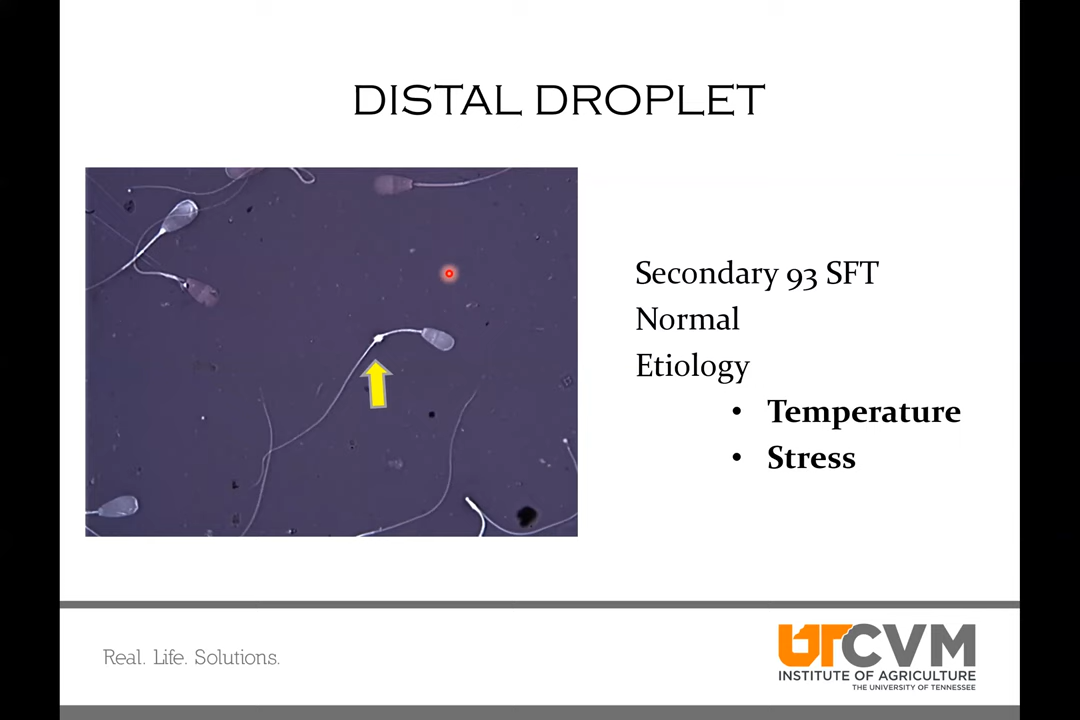 DISTAL DROPLET
Secondary 93 SFT
Normal
Etiology
• Temperature
• Stress
Real. Life. Solutions.
UTCVM
INSTITUTE OF AGRICULTURE
THE UNIVERSITY OF TENNESSEE